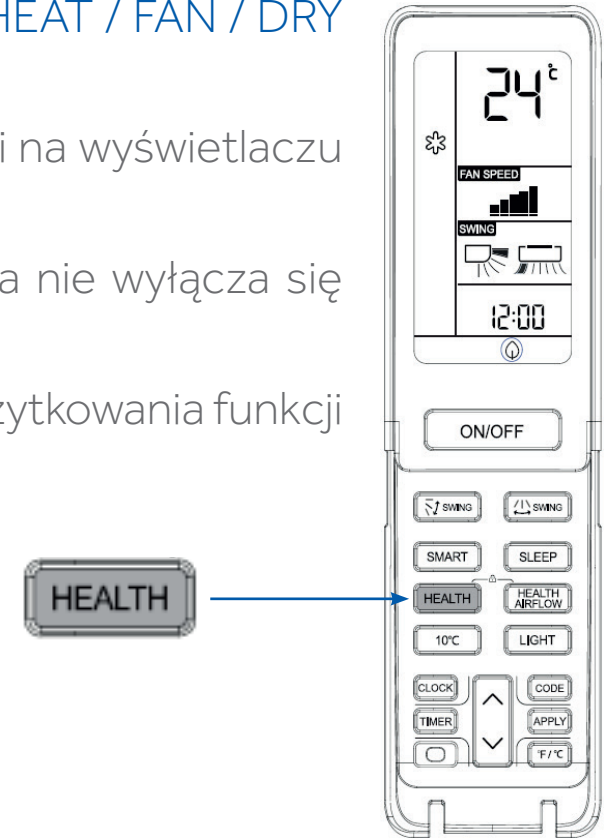 HEAT / FAN / DRY
i na wyświetlaczu
a nie wyłącza się
żytkowania funkcji
HEALTH
24°c
FAN SPEED
SWING
12:00
ON/OFF
SWING
SWING
SMART
SLEEP
HEALTH
HEALTH
AIRFLOW
10°C
LIGHT
CLOCK
CODE
TIMER
APPLY
°F/°C